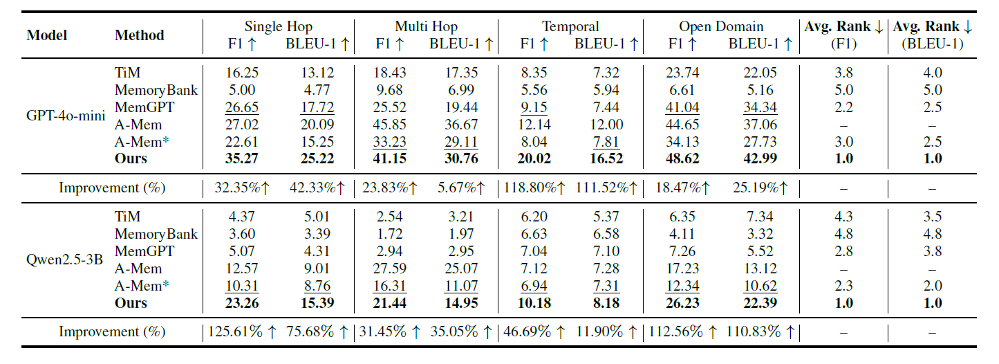 Model Method Single Hop Multi Hop Temporal Open Domain Avg. Rank ↓ Avg. Rank ↓
F1 ↑ BLEU-1 ↑ F1 ↑ BLEU-1 ↑ F1 ↑ BLEU-1 ↑ F1 ↑ BLEU-1 ↑ (F1) (BLEU-1)
TiM 16.25 13.12 18.43 17.35 8.35 7.32 23.74 22.05 3.8 4.0
MemoryBank 5.00 4.77 9.68 6.99 5.56 5.94 6.61 5.16 5.0 5.0
GPT-4o-mini MemGPT 26.65 17.72 25.52 19.44 9.15 7.44 41.04 34.34 2.2 2.5
A-Mem 27.02 20.09 45.85 36.67 12.14 12.00 44.65 37.06 – –
A-Mem* 22.61 15.25 33.23 29.11 8.04 7.81 34.13 27.73 3.0 2.5
Ours 35.27 25.22 41.15 30.76 20.02 16.52 48.62 42.99 1.0 1.0
Improvement (%) 32.35%↑ 42.33%↑ 23.83%↑ 5.67%↑ 118.80%↑ 111.52%↑ 18.47%↑ 25.19%↑ – –
TiM 4.37 5.01 2.54 3.21 6.20 5.37 6.35 7.34 4.3 3.5
MemoryBank 3.60 3.39 1.72 1.97 6.63 6.58 4.11 3.32 4.8 4.8
Qwen2.5-3B MemGPT 5.07 4.31 2.94 2.95 7.04 7.10 7.26 5.52 2.8 3.8
A-Mem 12.57 9.01 27.59 25.07 7.12 7.28 17.23 13.12 – –
A-Mem* 10.31 8.76 16.31 11.07 6.94 7.31 12.34 10.62 2.3 2.0
Ours 23.26 15.39 21.44 14.95 10.18 8.18 26.23 22.39 1.0 1.0
Improvement (%) 125.61% ↑ 75.68% ↑ 31.45% ↑ 35.05% ↑ 46.69% ↑ 11.90% ↑ 112.56% ↑ 110.83% ↑ – –